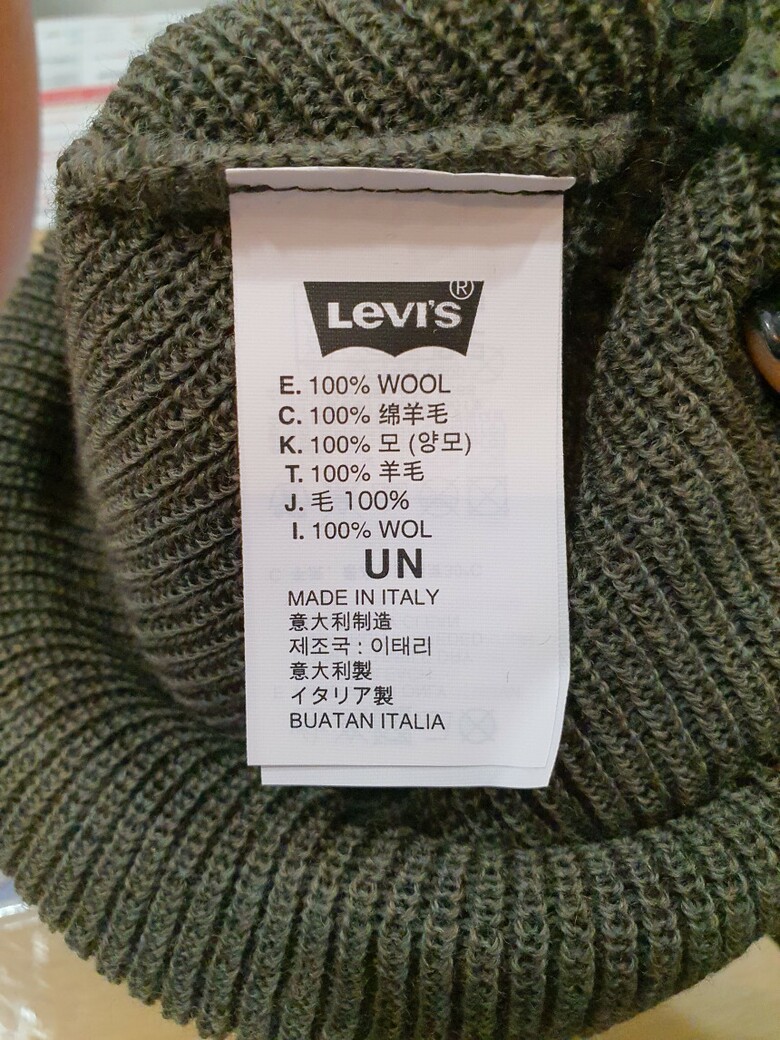 Levi's®
E. 100% WOOL
C. 100% 绵羊毛
K. 100% 모 (양모)
T. 100% 羊毛
J. 毛 100%
I. 100% WOL
UN
MADE IN ITALY
意大利制造
제조국 : 이태리
意大利製
イタリア製
BUATAN ITALIA